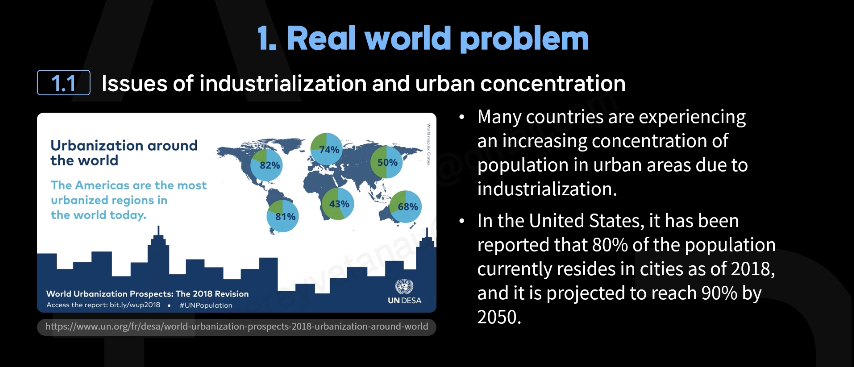 1. Real world problem
1.1 Issues of industrialization and urban concentration
Urbanization around
the world
The Americas are the most
urbanized regions in
the world today.
82%
74%
50%
81%
43%
68%
World Urbanization Prospects: The 2018 Revision
Access the report: bit.ly/wup2018 • #UNPopulation
UN DESA
https://www.un.org/fr/desa/world-urbanization-prospects-2018-urbanization-around-world
• Many countries are experiencing
an increasing concentration of
population in urban areas due to
industrialization.
• In the United States, it has been
reported that 80% of the population
currently resides in cities as of 2018,
and it is projected to reach 90% by
2050.